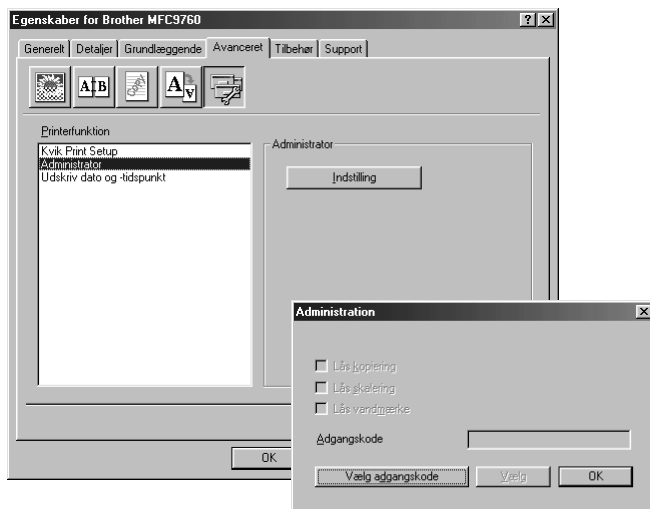 Egenskaber for Brother MFC9760
Generelt Detaljer Grundlæggende Avanceret Tilbehør Support
A B
COPY
A A
Printerfunktion
Kvik Print Setup
Administrator
Udskriv dato og -tidspunkt
Administrator
Indstilling
OK
Administration
Lås kopiering
Lås skalering
Lås vandmærke
Adgangskode
Vælg adgangskode Vælg OK